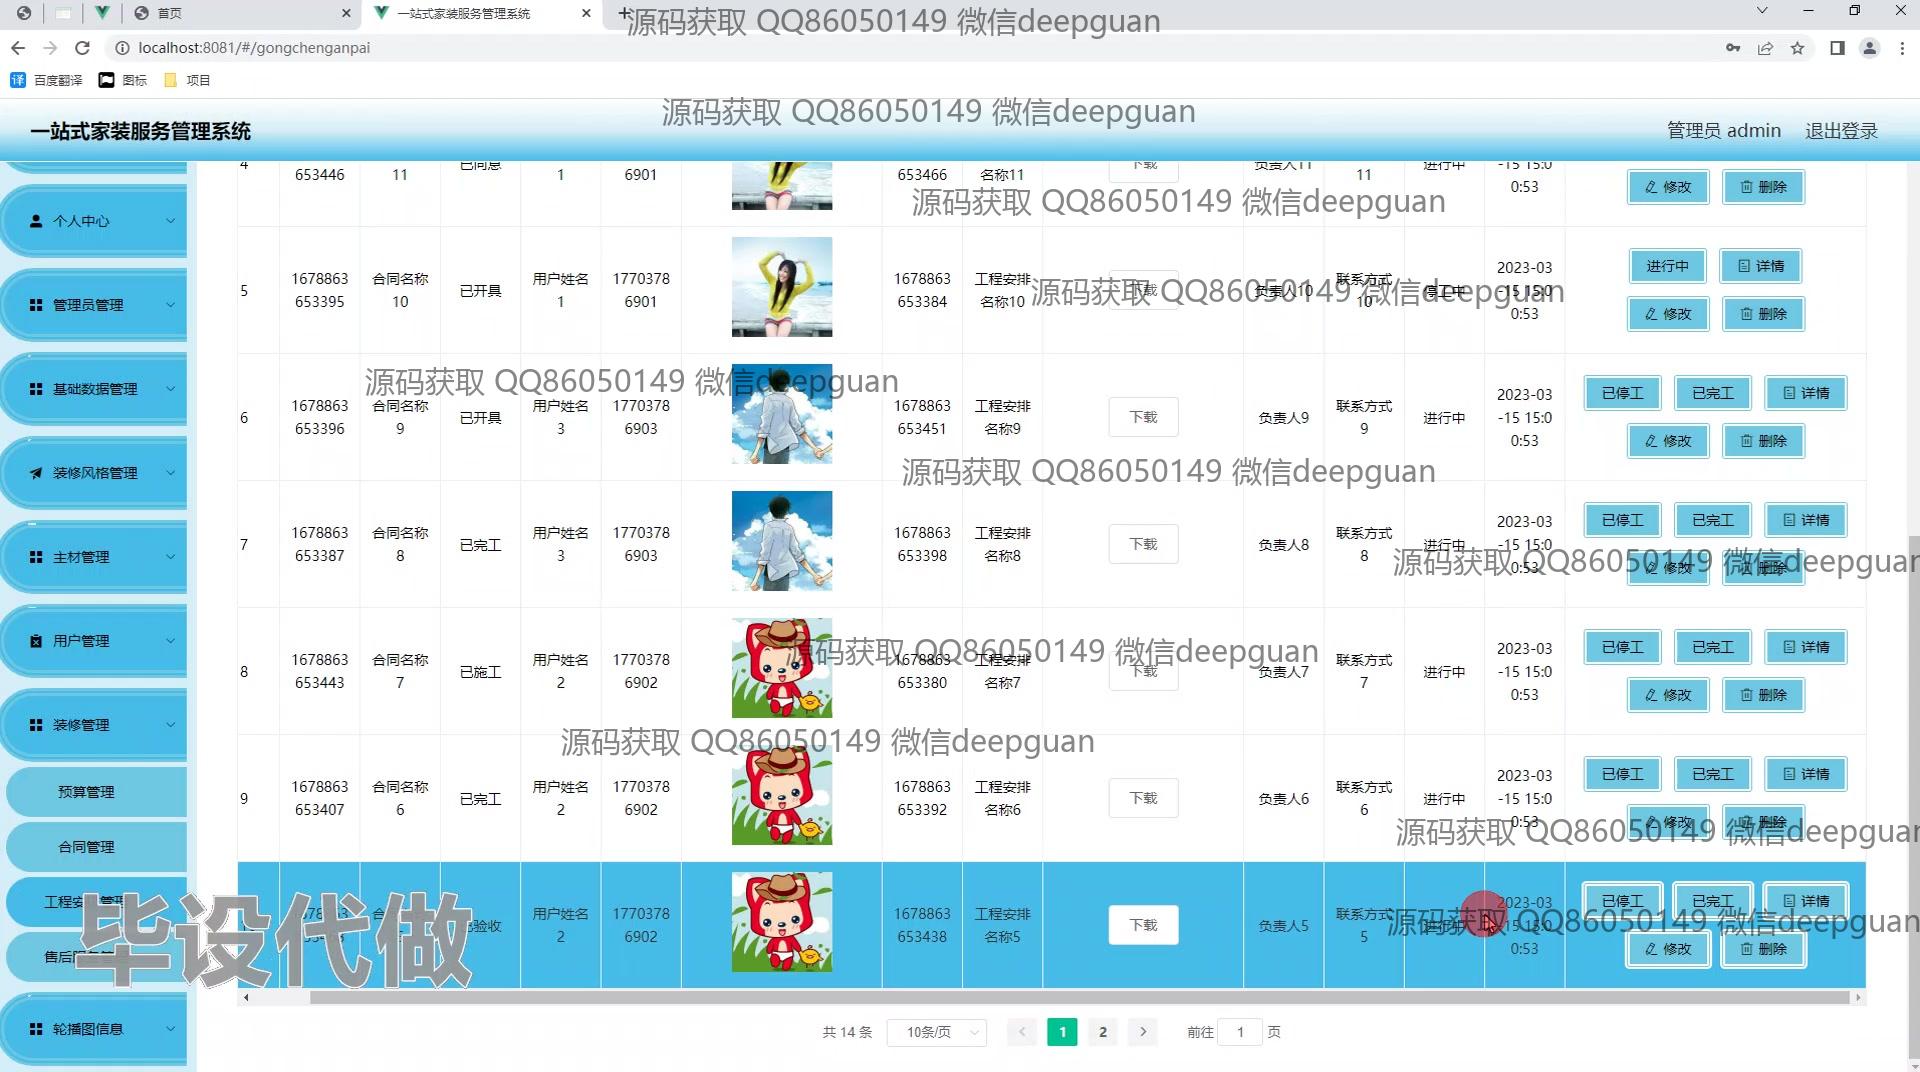 首页
一站式家装服务管理系统
源码获取 QQ86050149 微信deepguan
localhost:8081/#/gongchenganpai
百度翻译 图标 项目
源码获取 QQ86050149 微信deepguan
一站式家装服务管理系统
管理员 admin 退出登录
4 653446 11 已同意 1 6901 653466 名称11 下载 负责人11 11 进行中 -15 15:0 0:53 修改 删除
源码获取 QQ86050149 微信deepguan
个人中心
管理员管理
基础数据管理
装修风格管理
主材管理
用户管理
装修管理
预算管理
合同管理
轮播图信息
5 1678863 653395 合同名称 10 已开具 用户姓名 1 1770378 6901 1678863 653384 工程安排 名称10 下载 负责人10 联系方式 10 停工中 2023-03 -15 15:0 0:53 进行中 详情 修改 删除
源码获取 QQ86050149 微信deepguan
源码获取 QQ86050149 微信deepguan
6 1678863 653396 合同名称 9 已开具 用户姓名 3 1770378 6903 1678863 653451 工程安排 名称9 下载 负责人9 联系方式 9 进行中 2023-03 -15 15:0 0:53 已停工 已完工 详情 修改 删除
源码获取 QQ86050149 微信deepguan
7 1678863 653387 合同名称 8 已完工 用户姓名 3 1770378 6903 1678863 653398 工程安排 名称8 下载 负责人8 联系方式 8 进行中 2023-03 -15 15:0 0:53 已停工 已完工 详情 修改 删除
源码获取 QQ86050149 微信deepguan
8 1678863 653443 合同名称 7 已施工 用户姓名 2 1770378 6902 1678863 653380 工程安排 名称7 下载 负责人7 联系方式 7 进行中 2023-03 -15 15:0 0:53 已停工 已完工 详情 修改 删除
源码获取 QQ86050149 微信deepguan
源码获取 QQ86050149 微信deepguan
9 1678863 653407 合同名称 6 已完工 用户姓名 2 1770378 6902 1678863 653392 工程安排 名称6 下载 负责人6 联系方式 6 进行中 2023-03 -15 15:0 0:53 已停工 已完工 详情 修改 删除
源码获取 QQ86050149 微信deepguan
用户姓名 2 1770378 6902 1678863 653438 工程安排 名称5 下载 负责人5 联系方式 5 进行中 2023-03 -15 15:0 0:53 已停工 已完工 详情 修改 删除
源码获取 QQ86050149 微信deepguan
毕设代做
共 14 条 10条/页 1 2 前往 1 页